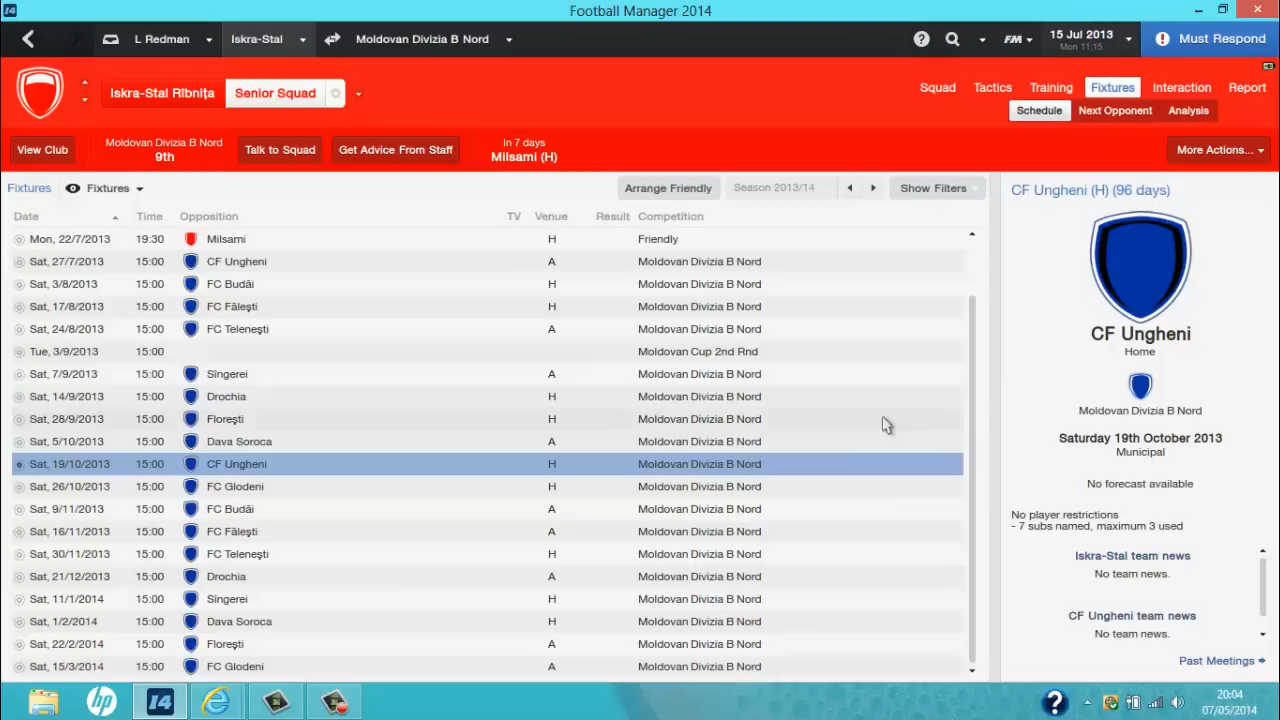 Football Manager 2014
L Redman
Iskra-Stal
Moldovan Divizia B Nord
FM
15 Jul 2013
Mon 11:15
Must Respond
Iskra-Stal Rîbnița
Senior Squad
Squad Tactics Training Fixtures Interaction Report
Schedule Next Opponent Analysis
View Club
Moldovan Divizia B Nord
9th
Talk to Squad
Get Advice From Staff
In 7 days
Milsami (H)
More Actions...
Fixtures Fixtures Arrange Friendly Season 2013/14 Show Filters
Date Time Opposition TV Venue Result Competition
Mon, 22/7/2013 19:30 Milsami H Friendly
Sat, 27/7/2013 15:00 CF Ungheni A Moldovan Divizia B Nord
Sat, 3/8/2013 15:00 FC Budăi H Moldovan Divizia B Nord
Sat, 17/8/2013 15:00 FC Fălești H Moldovan Divizia B Nord
Sat, 24/8/2013 15:00 FC Telenești A Moldovan Divizia B Nord
Tue, 3/9/2013 15:00 Moldovan Cup 2nd Rnd
Sat, 7/9/2013 15:00 Sîngerei A Moldovan Divizia B Nord
Sat, 14/9/2013 15:00 Drochia H Moldovan Divizia B Nord
Sat, 28/9/2013 15:00 Florești H Moldovan Divizia B Nord
Sat, 5/10/2013 15:00 Dava Soroca A Moldovan Divizia B Nord
Sat, 19/10/2013 15:00 CF Ungheni H Moldovan Divizia B Nord
Sat, 26/10/2013 15:00 FC Glodeni H Moldovan Divizia B Nord
Sat, 9/11/2013 15:00 FC Budăi A Moldovan Divizia B Nord
Sat, 16/11/2013 15:00 FC Fălești A Moldovan Divizia B Nord
Sat, 30/11/2013 15:00 FC Telenești H Moldovan Divizia B Nord
Sat, 21/12/2013 15:00 Drochia A Moldovan Divizia B Nord
Sat, 11/1/2014 15:00 Sîngerei H Moldovan Divizia B Nord
Sat, 1/2/2014 15:00 Dava Soroca H Moldovan Divizia B Nord
Sat, 22/2/2014 15:00 Florești A Moldovan Divizia B Nord
Sat, 15/3/2014 15:00 FC Glodeni A Moldovan Divizia B Nord
CF Ungheni (H) (96 days)
CF Ungheni
Home
Moldovan Divizia B Nord
Saturday 19th October 2013
Municipal
No forecast available
No player restrictions
- 7 subs named, maximum 3 used
Iskra-Stal team news
No team news.
CF Ungheni team news
No team news.
Past Meetings
20:04
07/05/2014